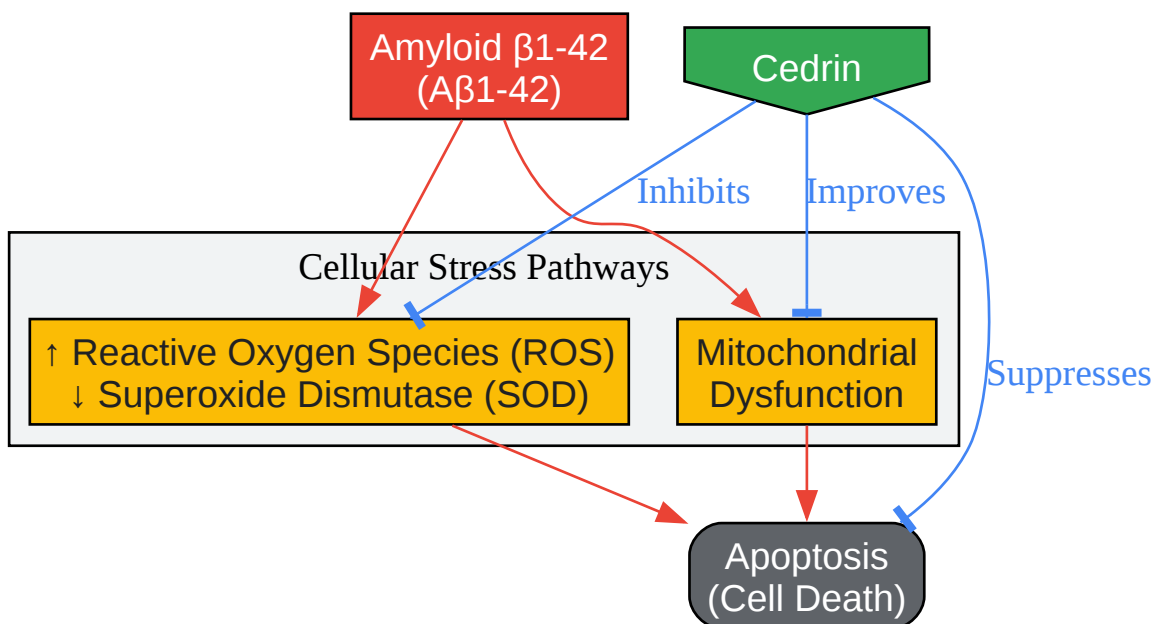 Amyloid β1-42
(Aβ1-42)
Cedrin
Inhibits
Improves
Cellular Stress Pathways
↑ Reactive Oxygen Species (ROS)
↓ Superoxide Dismutase (SOD)
Mitochondrial
Dysfunction
Suppresses
Apoptosis
(Cell Death)